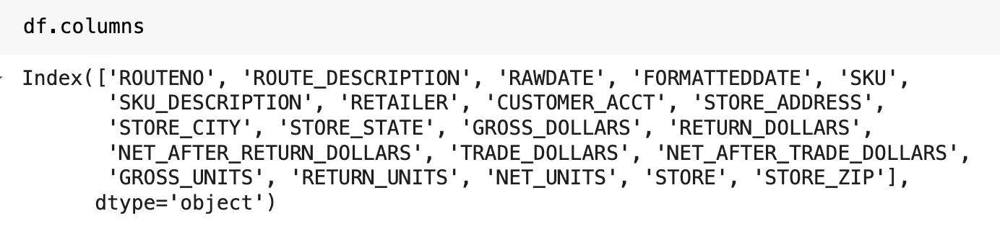 df.columns
Index(['ROUTENO', 'ROUTE_DESCRIPTION', 'RAWDATE', 'FORMATTEDDATE', 'SKU',
'SKU_DESCRIPTION', 'RETAILER', 'CUSTOMER_ACCT', 'STORE_ADDRESS',
'STORE_CITY', 'STORE_STATE', 'GROSS_DOLLARS', 'RETURN_DOLLARS',
'NET_AFTER_RETURN_DOLLARS', 'TRADE_DOLLARS', 'NET_AFTER_TRADE_DOLLARS',
'GROSS_UNITS', 'RETURN_UNITS', 'NET_UNITS', 'STORE', 'STORE_ZIP'],
dtype='object')